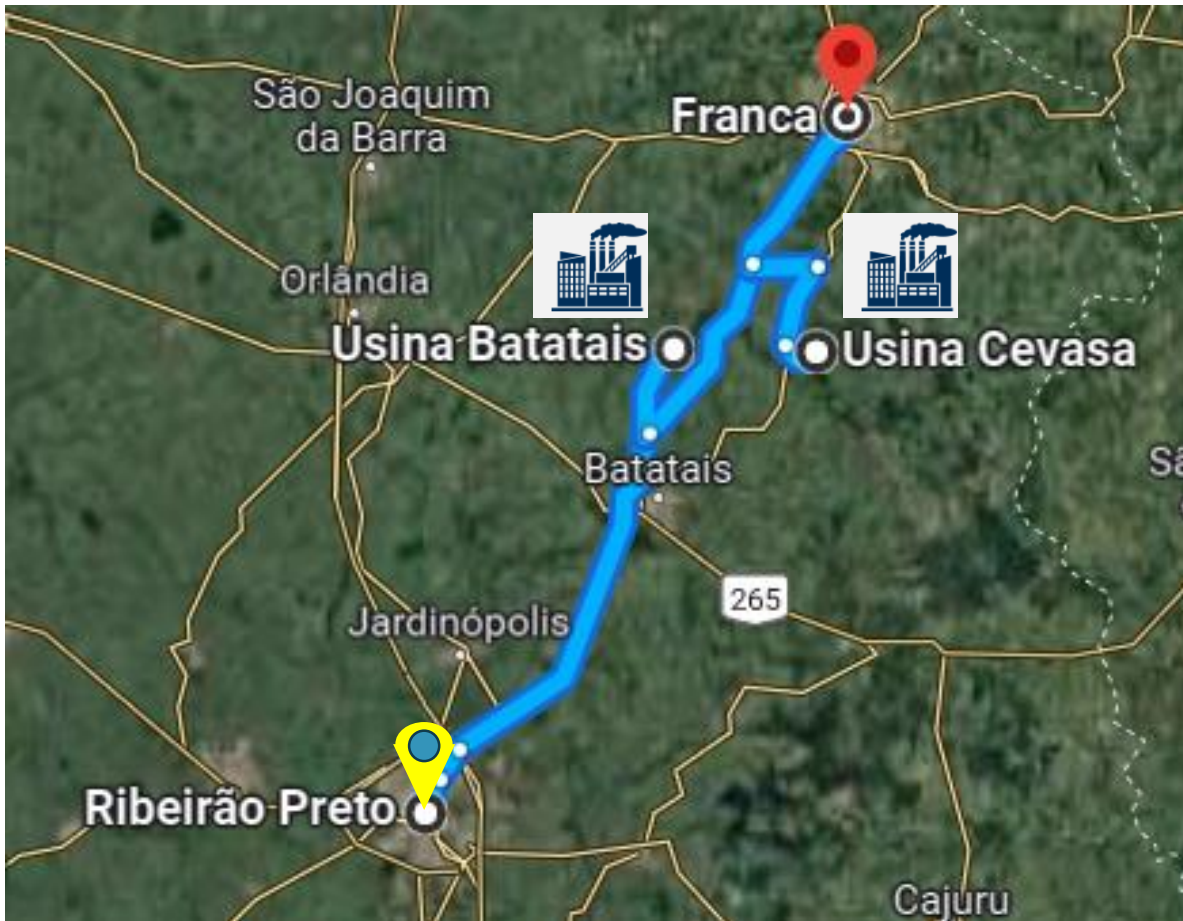 São Joaquim
da Barra
Franca
Orlândia
Usina Batatais
Usina Cevasa
Batatais
265
Jardinópolis
Ribeirão Preto
Cajuru